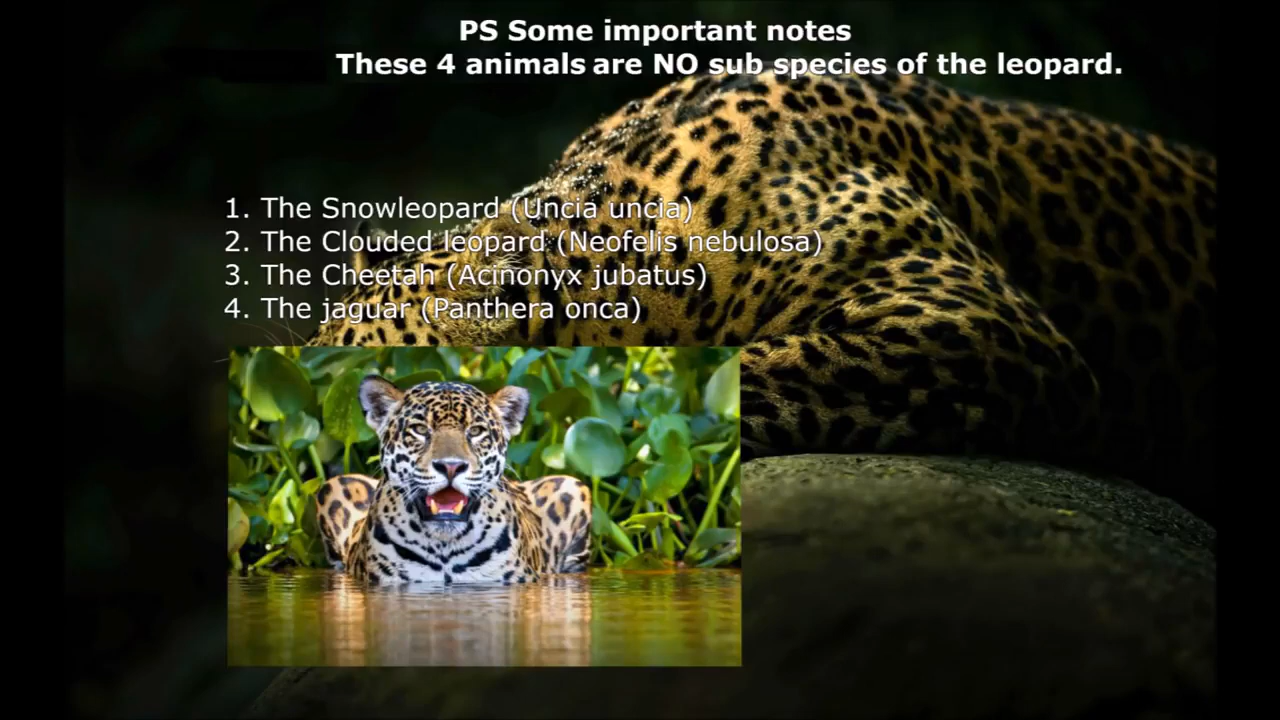 PS Some important notes
These 4 animals are NO sub species of the leopard.
1. The Snowleopard (Uncia uncia)
2. The Clouded leopard (Neofelis nebulosa)
3. The Cheetah (Acinonyx jubatus)
4. The jaguar (Panthera onca)